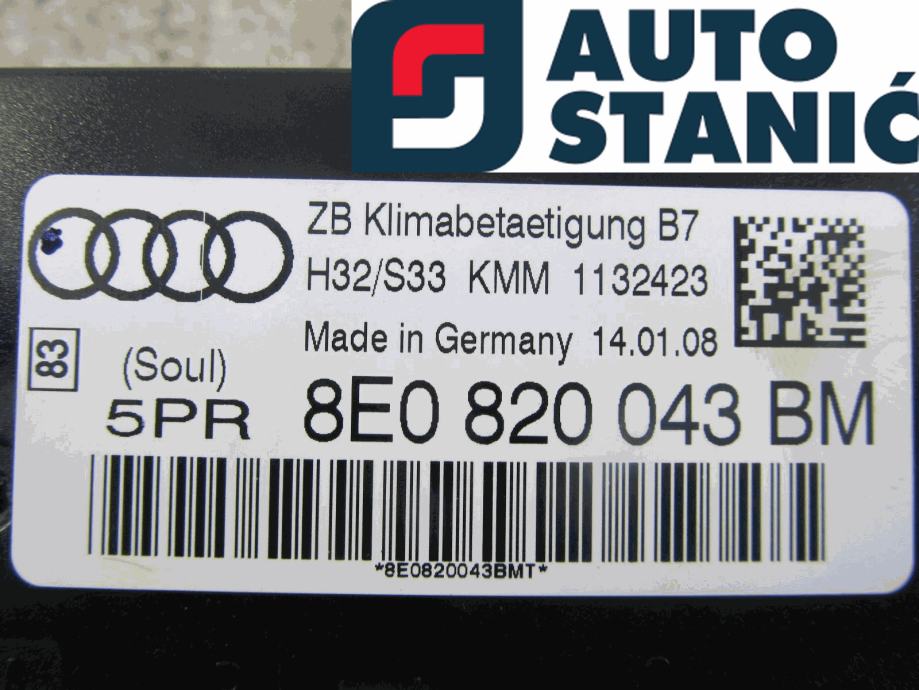 AUTO
STANIĆ
ZB Klimabetaetigung B7
H32/S33 KMM 1132423
Made in Germany 14.01.08
83
(Soul)
5PR
8E0 820 043 BM
*8E0820043BMT*